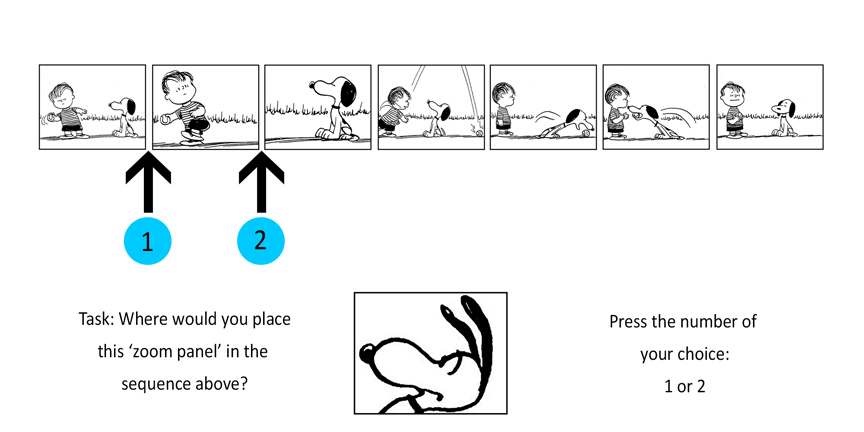 1
2
Task: Where would you place
this ‘zoom panel’ in the
sequence above?
Press the number of
your choice:
1 or 2